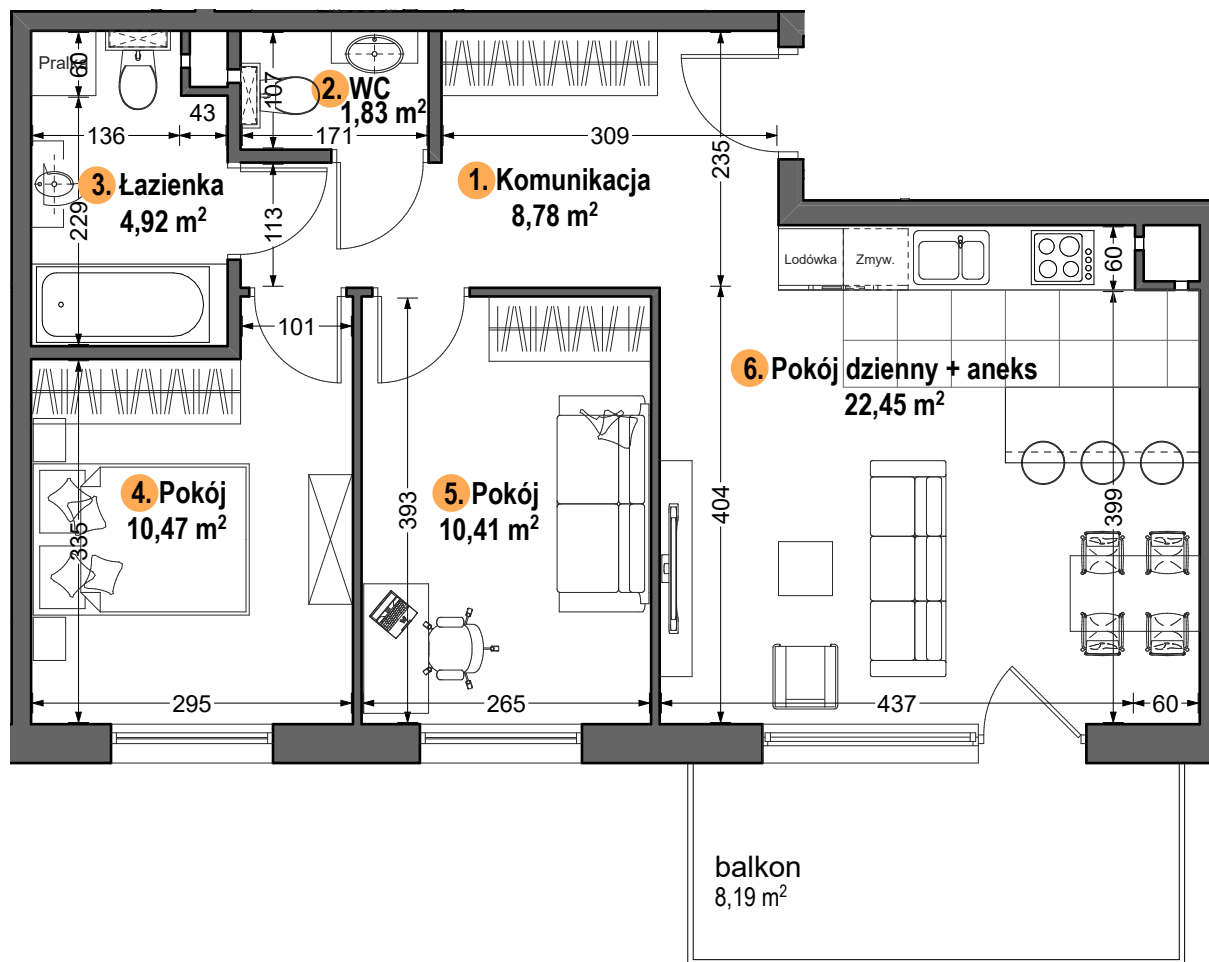 Pralka
60
43
136
229
3. Łazienka
4,92 m²
107
2. WC
1,83 m²
171
113
309
235
1. Komunikacja
8,78 m²
Lodówka
Zmyw.
60
101
6. Pokój dzienny + aneks
22,45 m²
4. Pokój
10,47 m²
335
5. Pokój
10,41 m²
393
404
399
295
265
437
60
balkon
8,19 m²